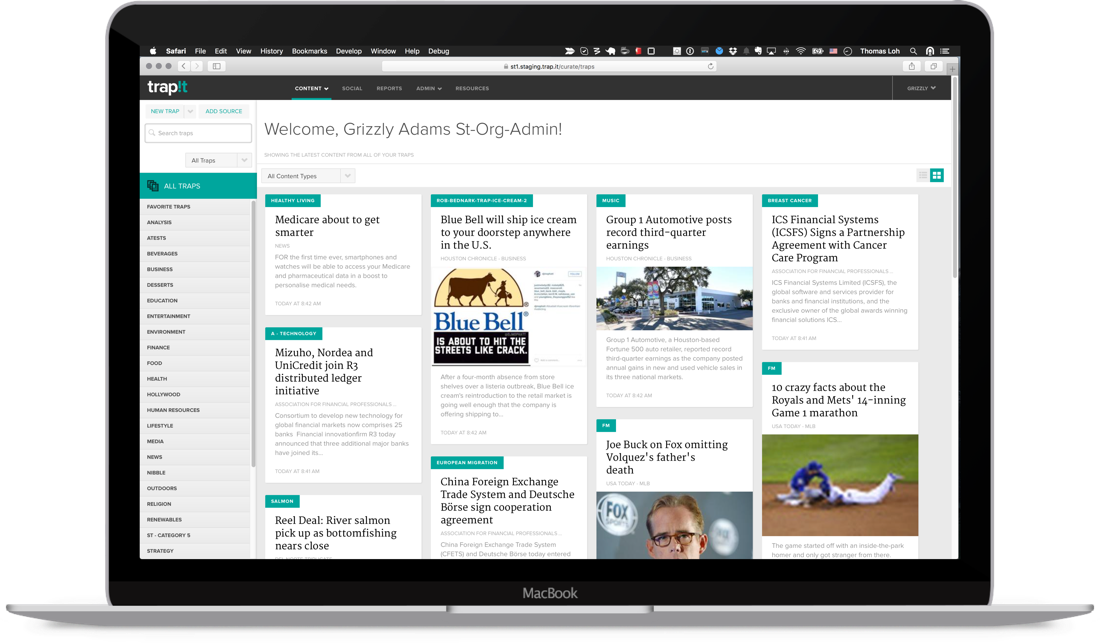 Safari File Edit View History Bookmarks Develop Window Help Debug Thomas Loh
st1.staging.trap.it/curate/traps
trap!t CONTENT SOCIAL REPORTS ADMIN RESOURCES GRIZZLY
NEW TRAP ADD SOURCE
Search traps
All Traps
ALL TRAPS
FAVORITE TRAPS
ANALYSIS
ATESTS
BEVERAGES
BUSINESS
DESSERTS
EDUCATION
ENTERTAINMENT
ENVIRONMENT
FINANCE
FOOD
HEALTH
HOLLYWOOD
HUMAN RESOURCES
LIFESTYLE
MEDIA
NEWS
NIBBLE
OUTDOORS
RELIGION
RENEWABLES
ST - CATEGORY 5
STRATEGY
Welcome, Grizzly Adams St-Org-Admin!
SHOWING THE LATEST CONTENT FROM ALL OF YOUR TRAPS
All Content Types
HEALTHY LIVING
Medicare about to get
smarter
NEWS
FOR the first time ever, smartphones and
watches will be able to access your Medicare
and pharmaceutical data in a boost to
personalise medical needs.
TODAY AT 8:42 AM
A - TECHNOLOGY
Mizuho, Nordea and
UniCredit join R3
distributed ledger
initiative
ASSOCIATION FOR FINANCIAL PROFESSIONALS...
Consortium to develop new technology for
global financial markets now comprises 25
banks. Financial innovationfirm R3 today
announced that three additional major banks
have joined its...
TODAY AT 8:41 AM
SALMON
Reel Deal: River salmon
pick up as bottomfishing
nears close
ROB-BEDNARK-TRAP-ICE-CREAM-2
Blue Bell will ship ice cream
to your doorstep anywhere
in the U.S.
HOUSTON CHRONICLE · BUSINESS
Blue Bell
IS ABOUT TO HIT THE
STREETS LIKE CRACK.
After a four-month absence from store
shelves over a listeria outbreak, Blue Bell ice
cream's reintroduction to the retail market is
going well enough that the company is
offering shipping to...
TODAY AT 8:42 AM
EUROPEAN MIGRATION
China Foreign Exchange
Trade System and Deutsche
Börse sign cooperation
agreement
ASSOCIATION FOR FINANCIAL PROFESSIONALS...
China Foreign Exchange Trade System
(CFETS) and Deutsche Börse today entered
MUSIC
Group 1 Automotive posts
record third-quarter
earnings
HOUSTON CHRONICLE · BUSINESS
Group 1 Automotive, a Houston-based
Fortune 500 auto retailer, reported record
third-quarter earnings as the company posted
annual gains in new and used vehicle sales in
its three national markets.
TODAY AT 8:42 AM
FM
Joe Buck on Fox omitting
Volquez's father's
death
USA TODAY · MLB
FOX
SPORTS
BREAST CANCER
ICS Financial Systems
(ICSFS) Signs a Partnership
Agreement with Cancer
Care Program
ASSOCIATION FOR FINANCIAL PROFESSIONALS...
ICS Financial Systems Limited (ICSFS), the
global software and services provider for
banks and financial institutions, and the
exclusive owner of the global awards winning
financial solutions ICS...
TODAY AT 8:41 AM
FM
10 crazy facts about the
Royals and Mets' 14-inning
Game 1 marathon
USA TODAY · MLB
The game started off with an inside-the-park
homer and only got stranger from there.
MacBook